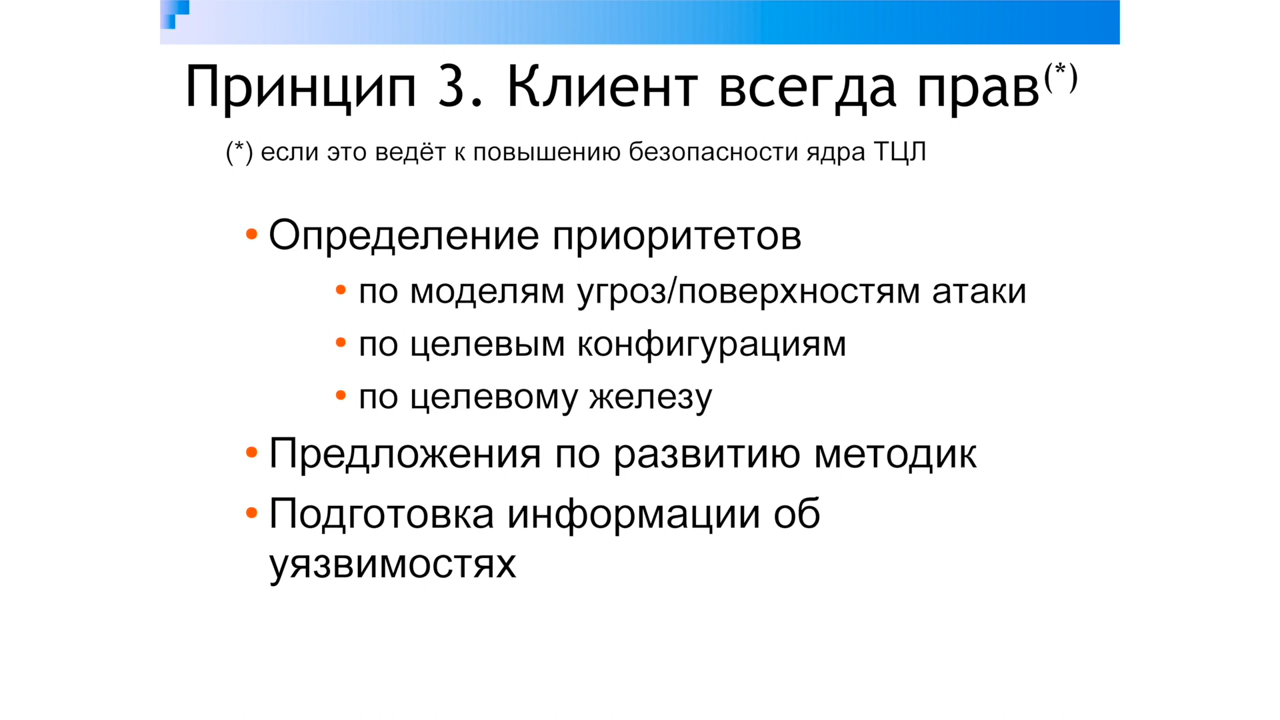 Принцип 3. Клиент всегда прав(*)
(*) если это ведёт к повышению безопасности ядра ТЦЛ
• Определение приоритетов
• по моделям угроз/поверхностям атаки
• по целевым конфигурациям
• по целевому железу
• Предложения по развитию методик
• Подготовка информации об
уязвимостях